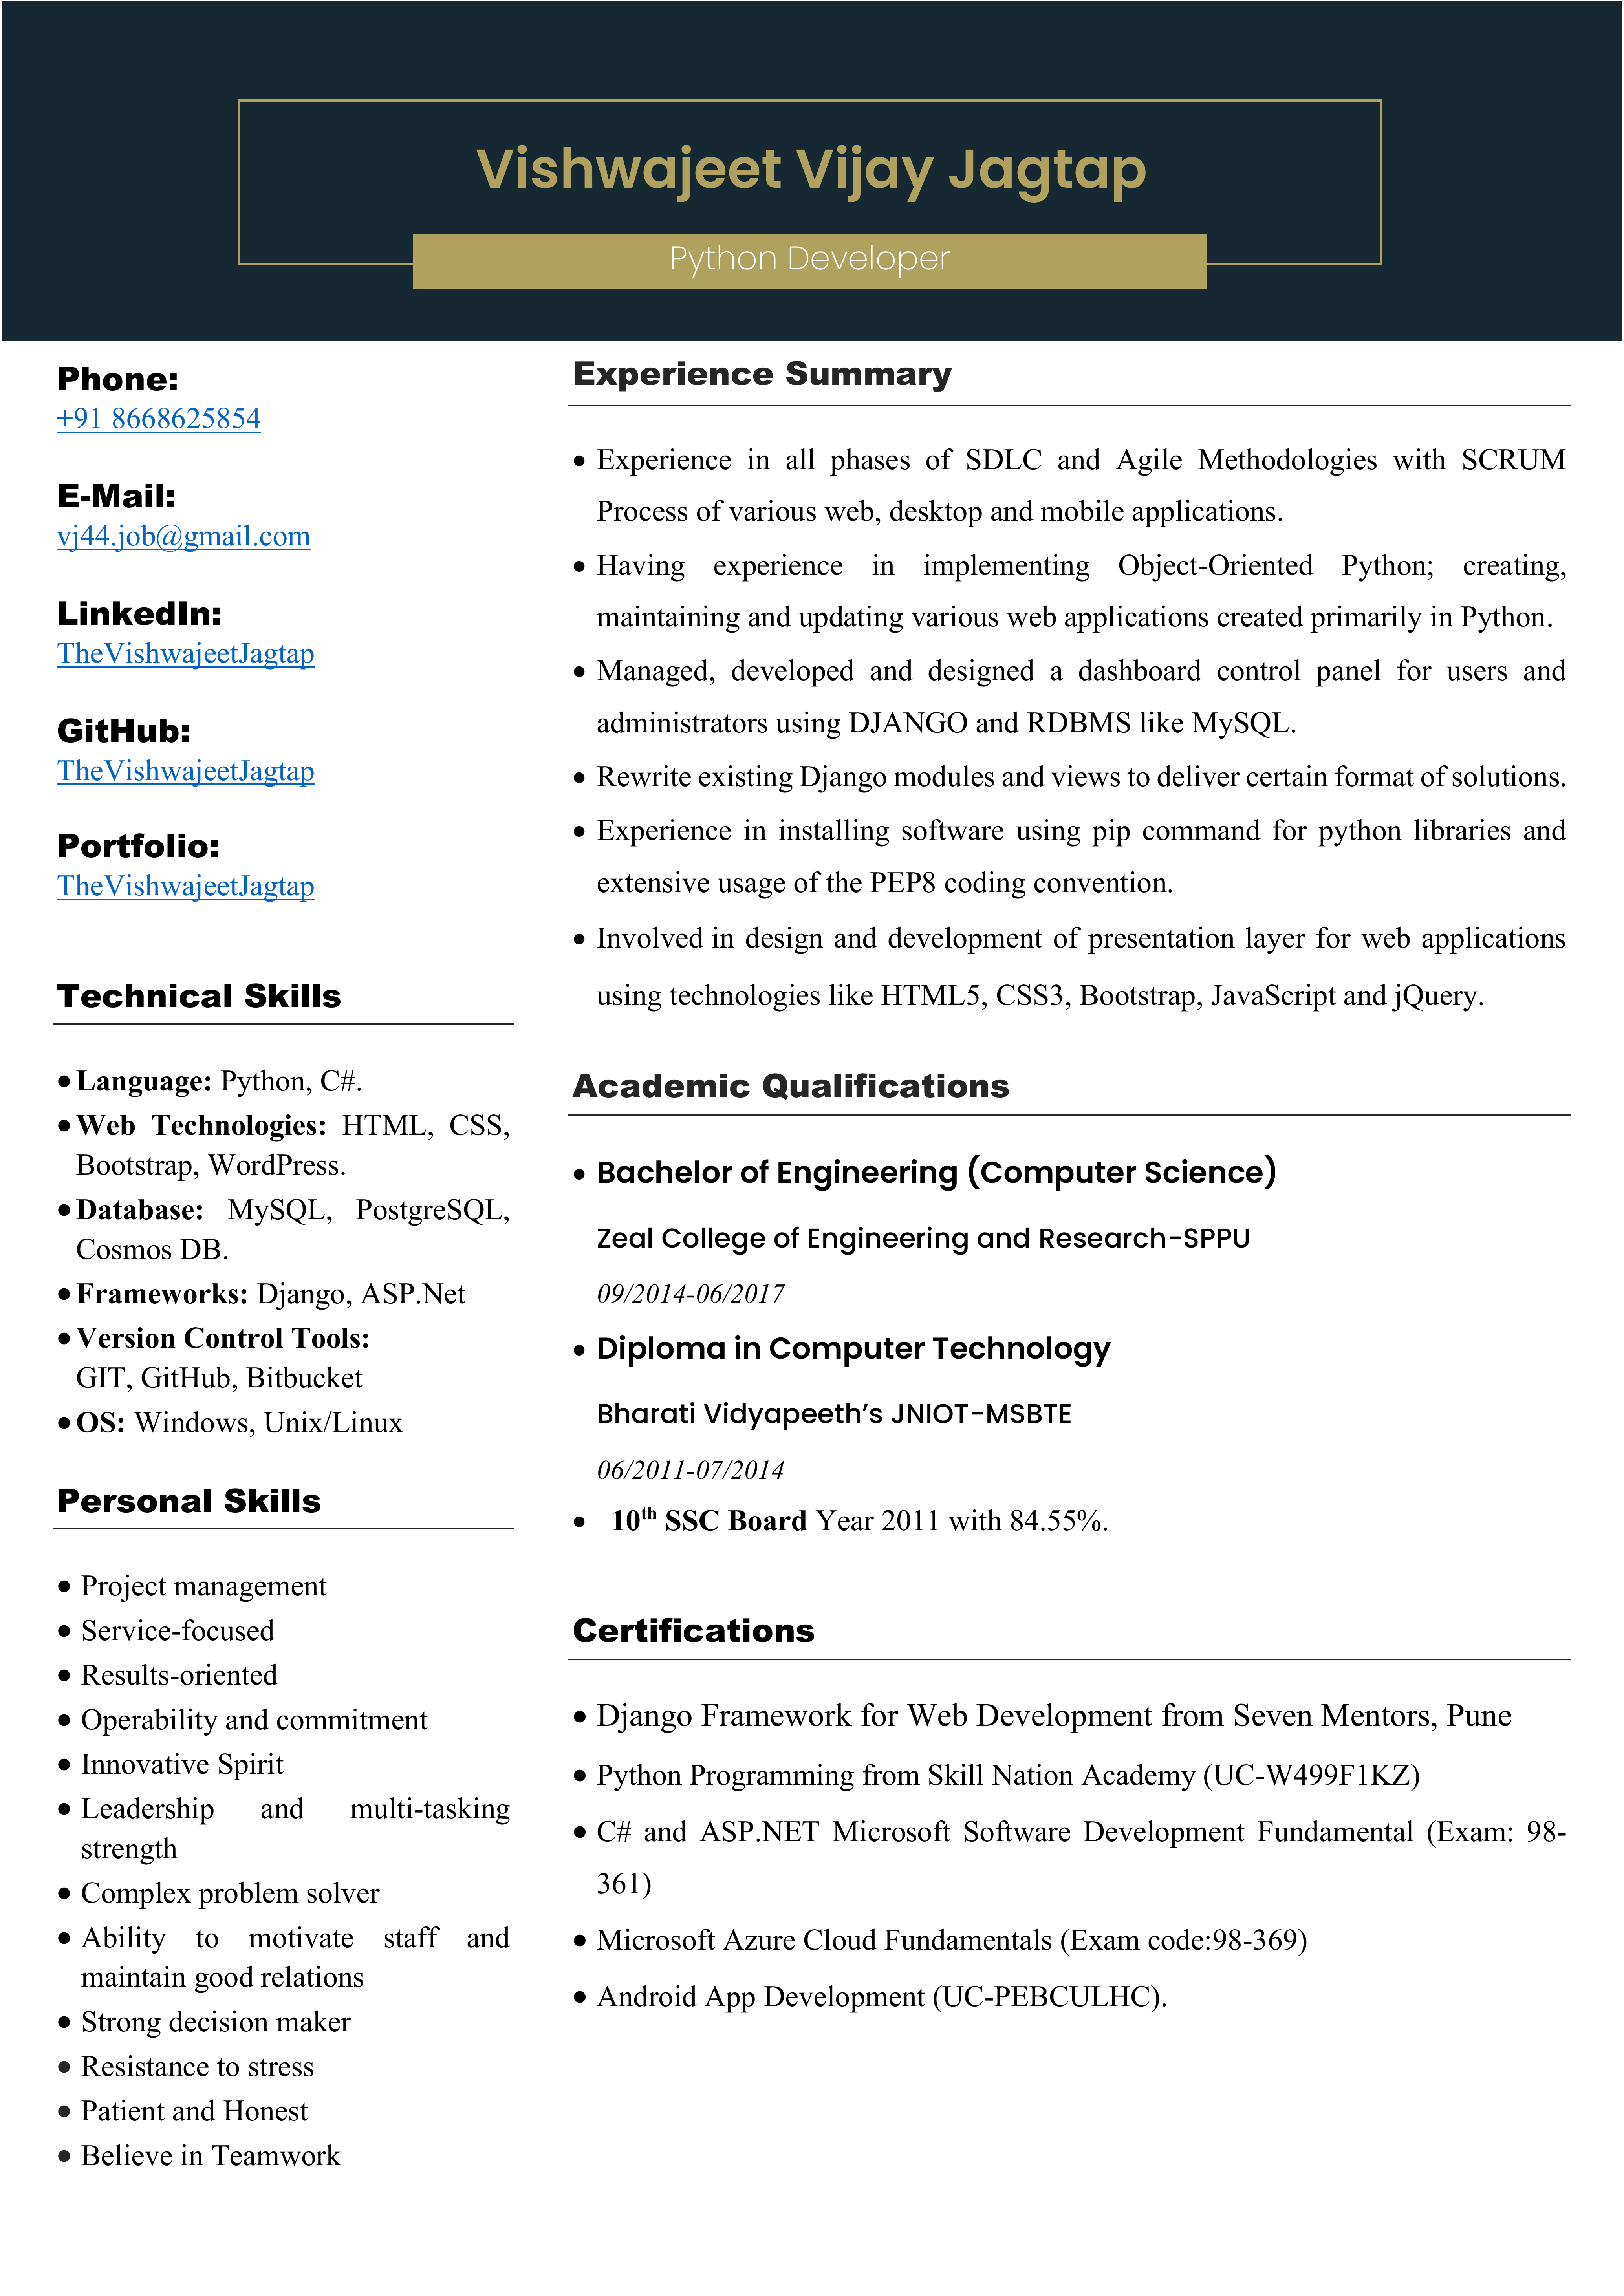 Vishwajeet Vijay Jagtap
Python Developer
Phone:
+91 8668625854
E-Mail:
vj44.job@gmail.com
LinkedIn:
TheVishwajeetJagtap
GitHub:
TheVishwajeetJagtap
Portfolio:
TheVishwajeetJagtap
Technical Skills
• Language: Python, C#.
• Web Technologies: HTML, CSS,
Bootstrap, WordPress.
• Database: MySQL, PostgreSQL,
Cosmos DB.
• Frameworks: Django, ASP.Net
• Version Control Tools:
GIT, GitHub, Bitbucket
• OS: Windows, Unix/Linux
Personal Skills
• Project management
• Service-focused
• Results-oriented
• Operability and commitment
• Innovative Spirit
• Leadership and multi-tasking
strength
• Complex problem solver
• Ability to motivate staff and
maintain good relations
• Strong decision maker
• Resistance to stress
• Patient and Honest
• Believe in Teamwork
Experience Summary
• Experience in all phases of SDLC and Agile Methodologies with SCRUM
Process of various web, desktop and mobile applications.
• Having experience in implementing Object-Oriented Python; creating,
maintaining and updating various web applications created primarily in Python.
• Managed, developed and designed a dashboard control panel for users and
administrators using DJANGO and RDBMS like MySQL.
• Rewrite existing Django modules and views to deliver certain format of solutions.
• Experience in installing software using pip command for python libraries and
extensive usage of the PEP8 coding convention.
• Involved in design and development of presentation layer for web applications
using technologies like HTML5, CSS3, Bootstrap, JavaScript and jQuery.
Academic Qualifications
• Bachelor of Engineering (Computer Science)
Zeal College of Engineering and Research-SPPU
09/2014-06/2017
• Diploma in Computer Technology
Bharati Vidyapeeth’s JNIOT-MSBTE
06/2011-07/2014
• 10th SSC Board Year 2011 with 84.55%.
Certifications
• Django Framework for Web Development from Seven Mentors, Pune
• Python Programming from Skill Nation Academy (UC-W499F1KZ)
• C# and ASP.NET Microsoft Software Development Fundamental (Exam: 98-
361)
• Microsoft Azure Cloud Fundamentals (Exam code:98-369)
• Android App Development (UC-PEBCULHC).